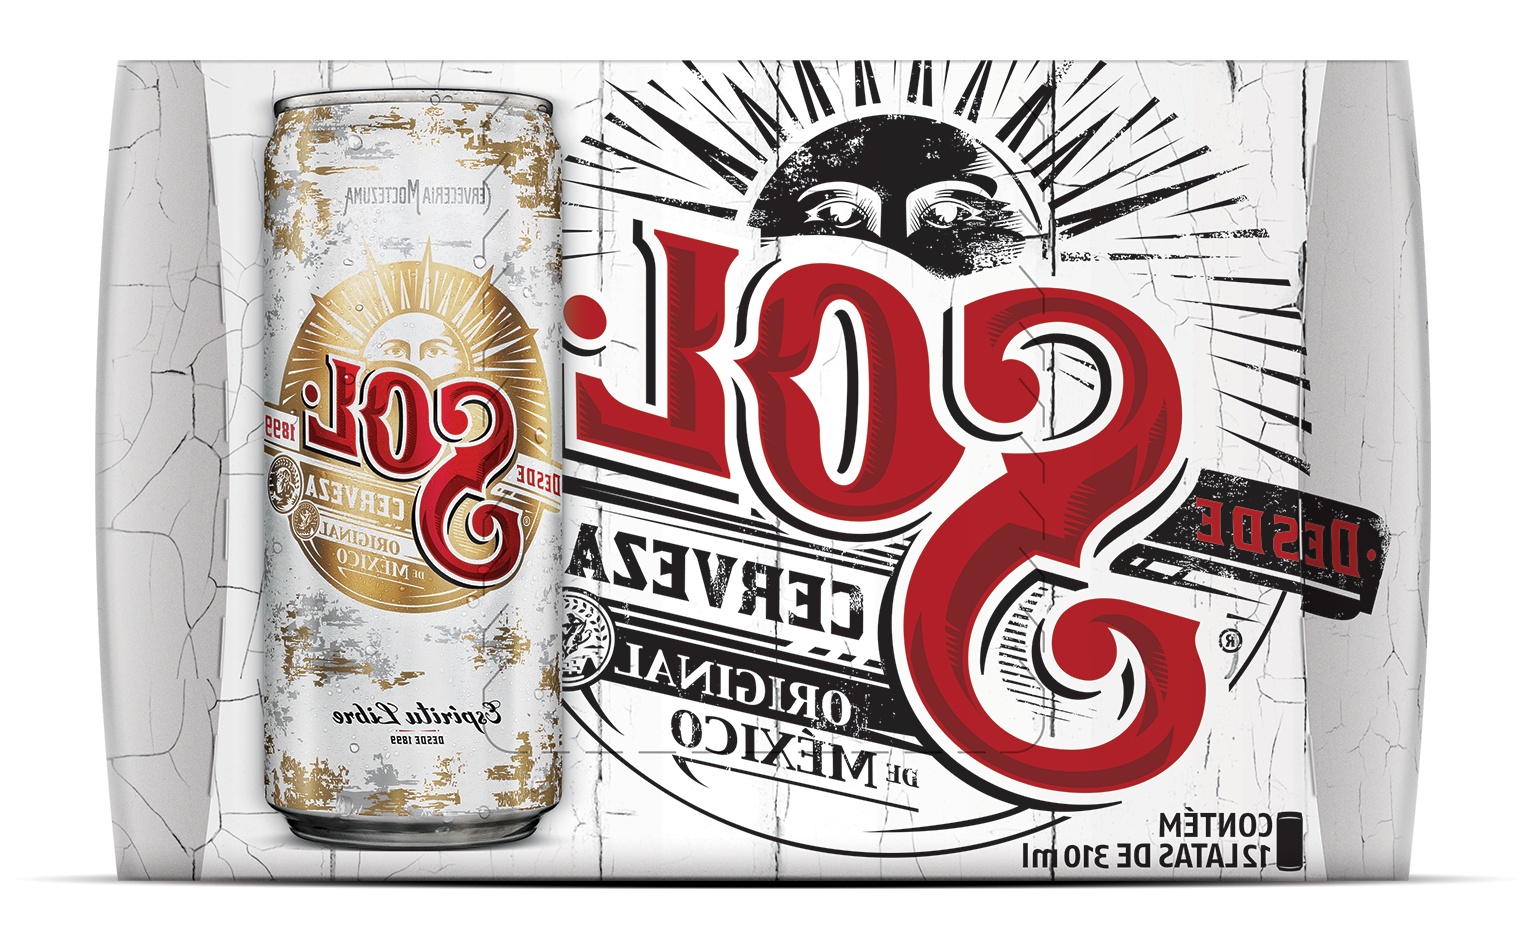 CERVECERIA MOCTEZUMA
SOL
DESDE
1899
CERVEZA
ORIGINAL
DE MÉXICO
®
Espíritu Libre
DESDE 1899
SOL
·DESDE
CERVEZA
ORIGINAL
DE MÉXICO
®
CONTÉM
12 LATAS DE 310 ml